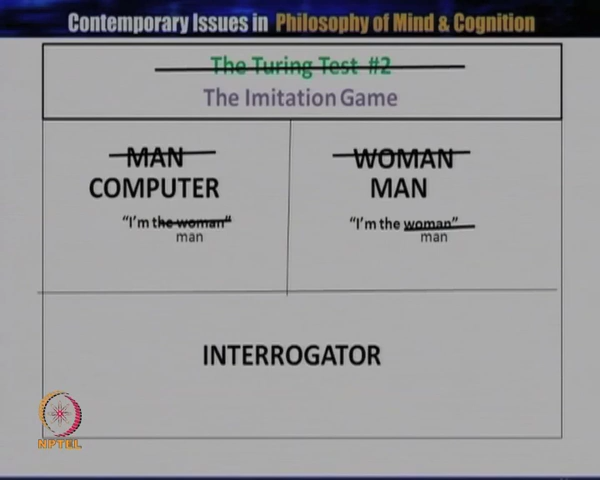 Contemporary Issues in Philosophy of Mind & Cognition
The Turing Test #2
The Imitation Game
MAN
COMPUTER
"I'm the woman"
man
WOMAN
MAN
"I'm the woman"
man
INTERROGATOR
NPTEL